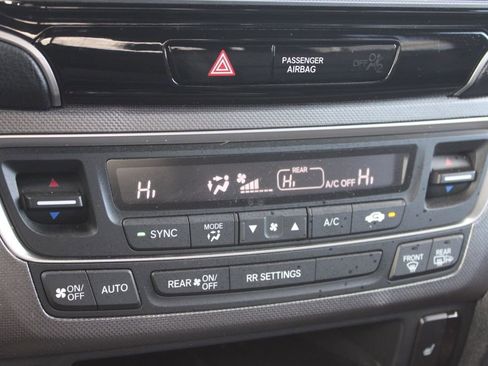 PASSENGER
AIRBAG
OFF
REAR
Hi
Hi
A/C OFF
Hi
SYNC
MODE
A/C
FRONT
REAR
ON/
OFF
AUTO
REAR ON/
OFF
RR SETTINGS